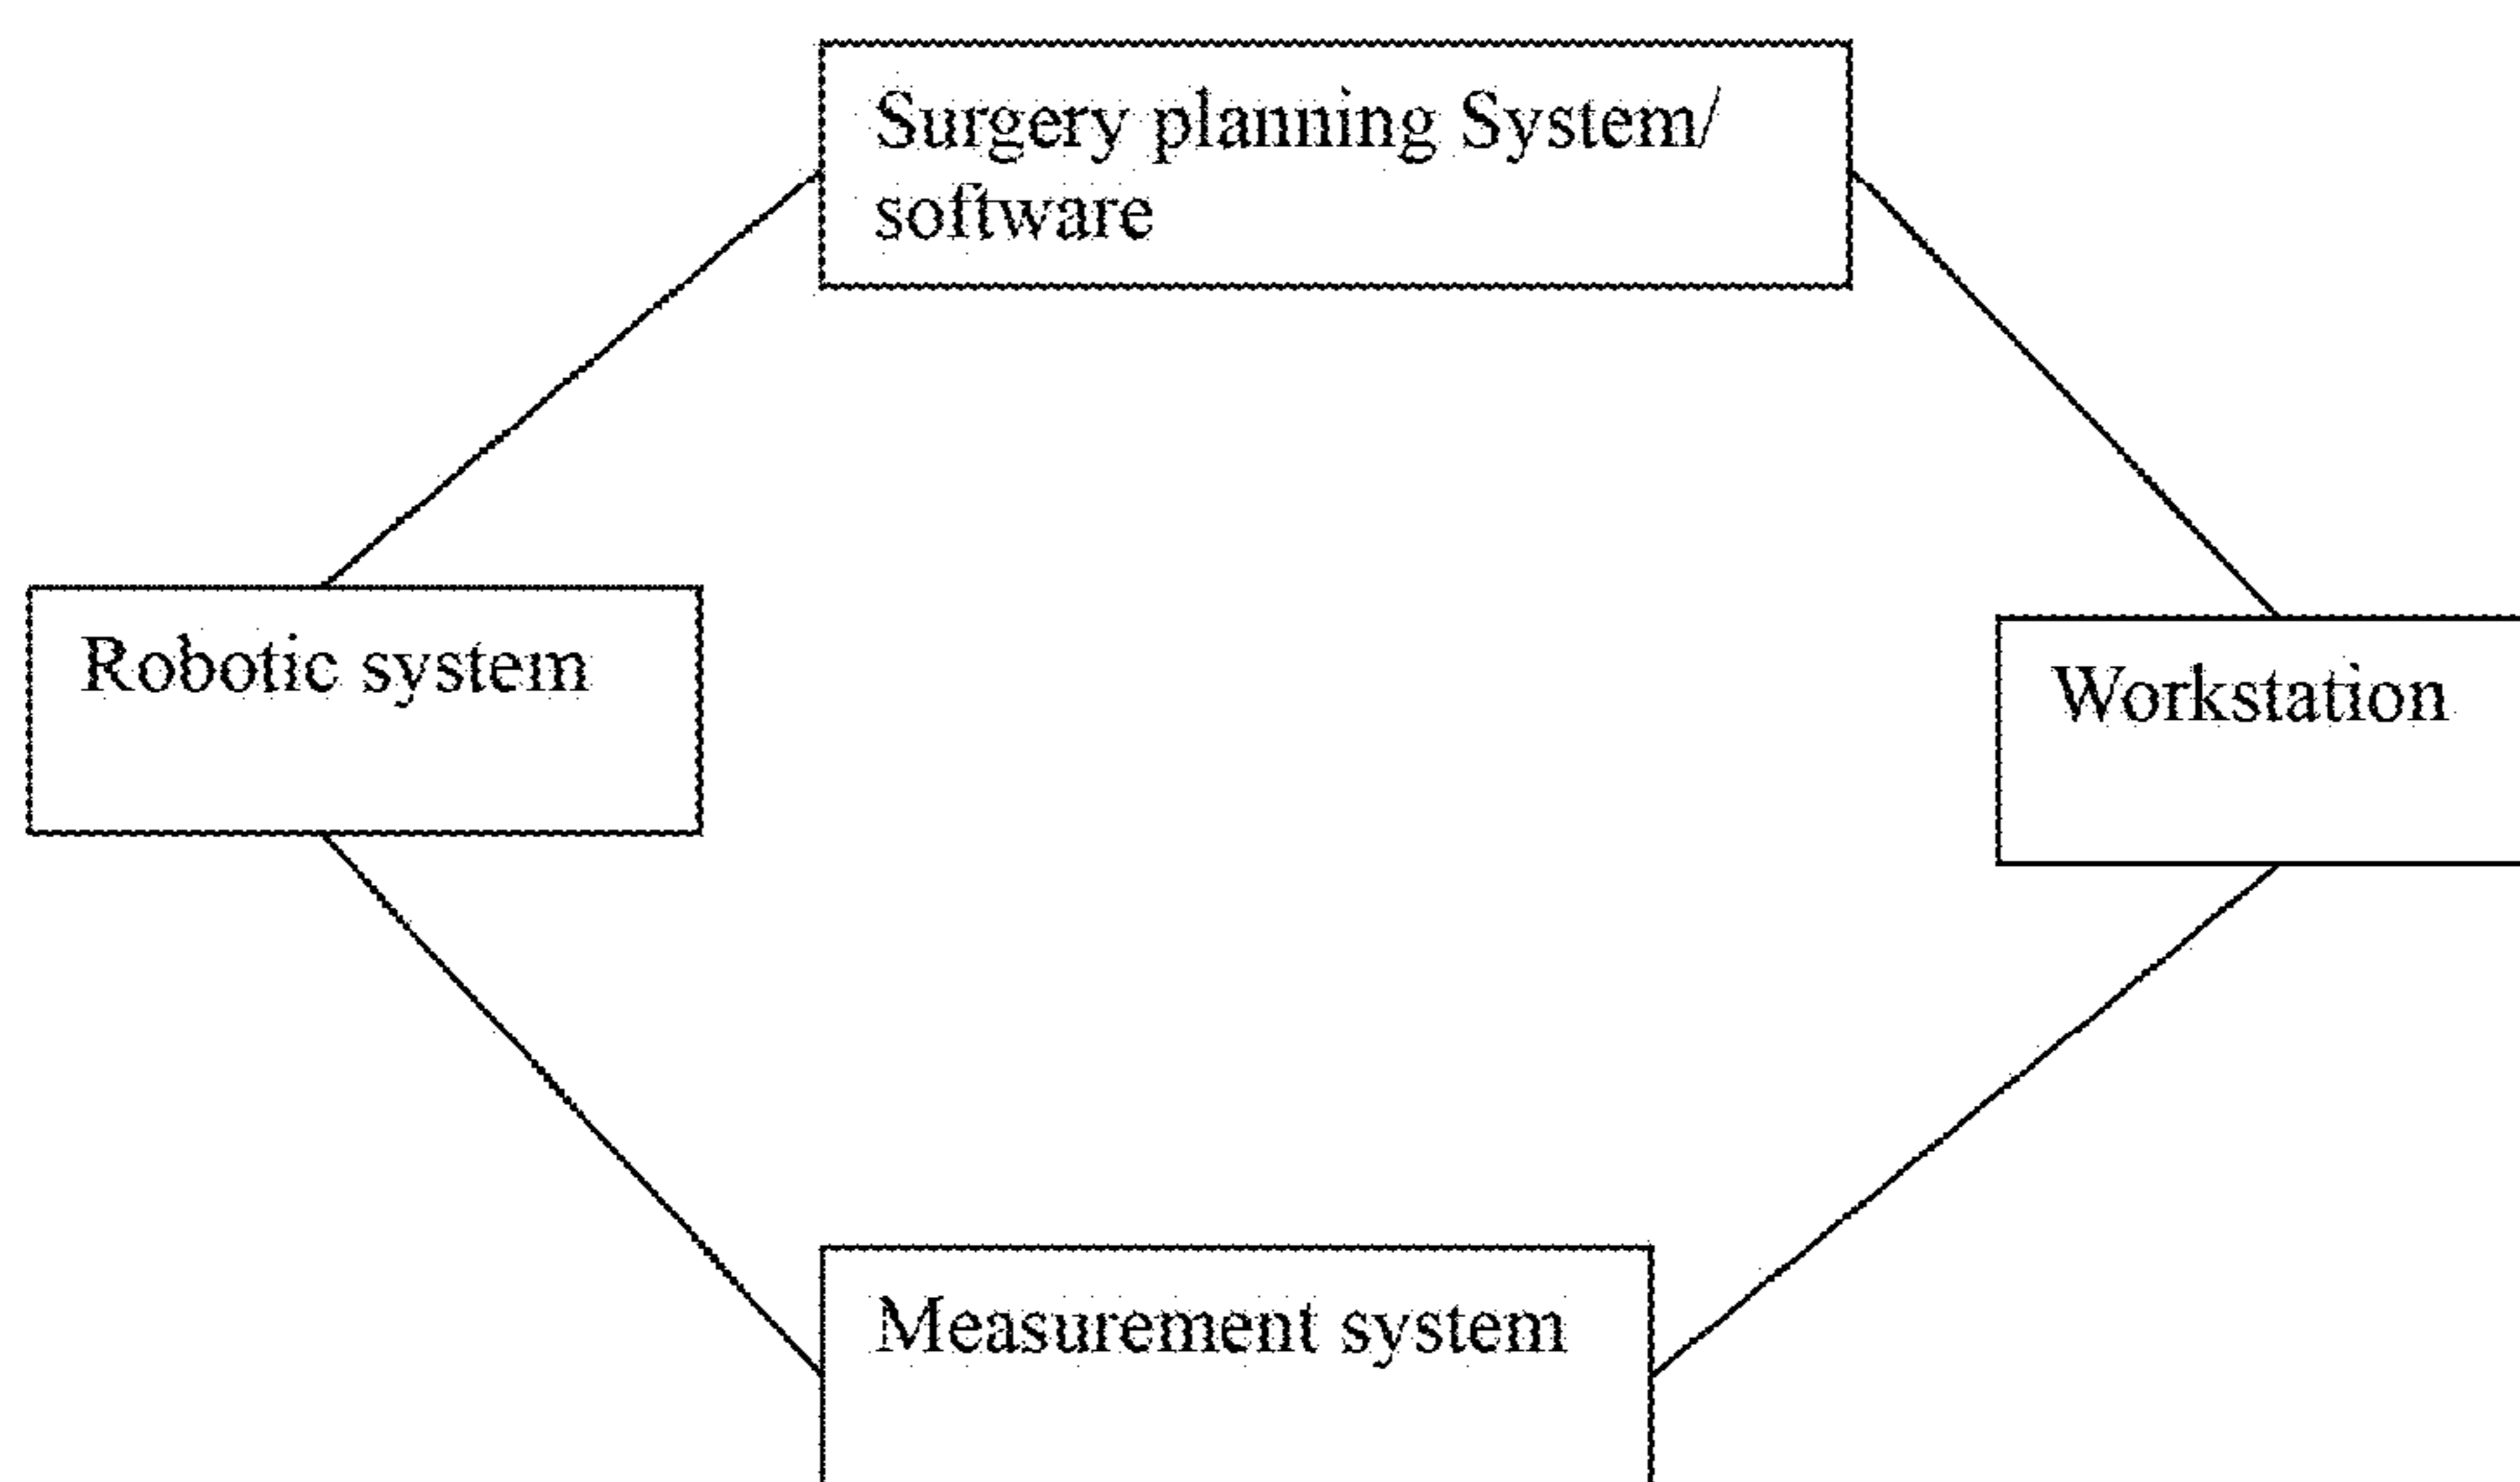 Surgery planning System/
software
Robotic system
Workstation
Measurement system